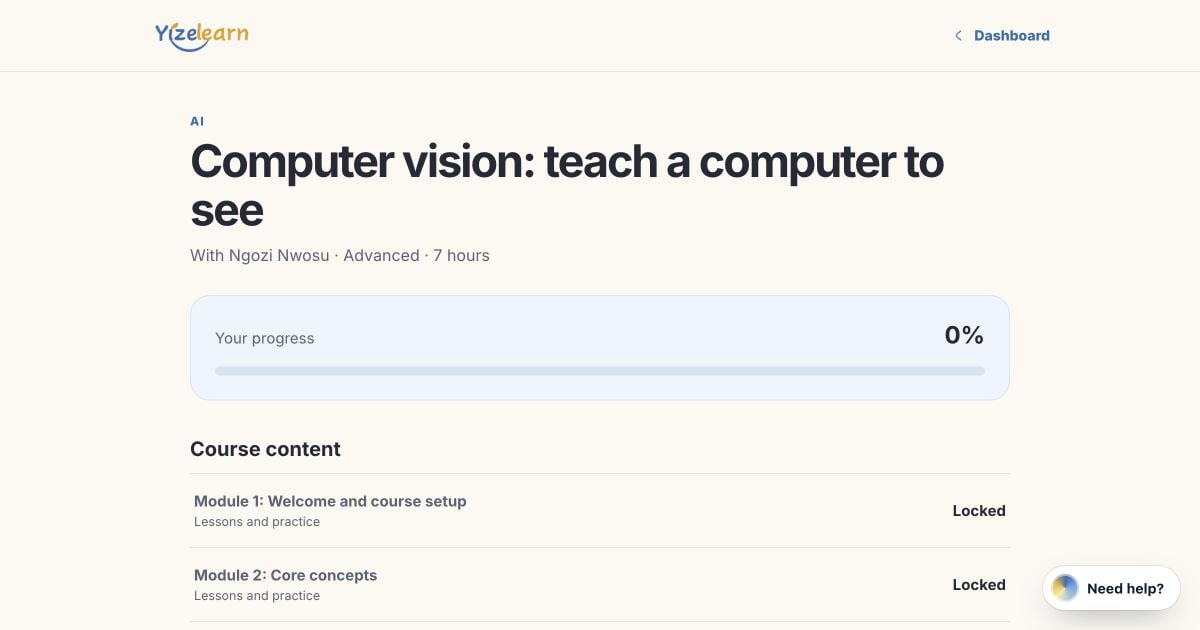 Yizelearn
Dashboard
AI
Computer vision: teach a computer to
see
With Ngozi Nwosu · Advanced · 7 hours
Your progress
0%
Course content
Module 1: Welcome and course setup
Lessons and practice
Locked
Module 2: Core concepts
Lessons and practice
Locked
Need help?